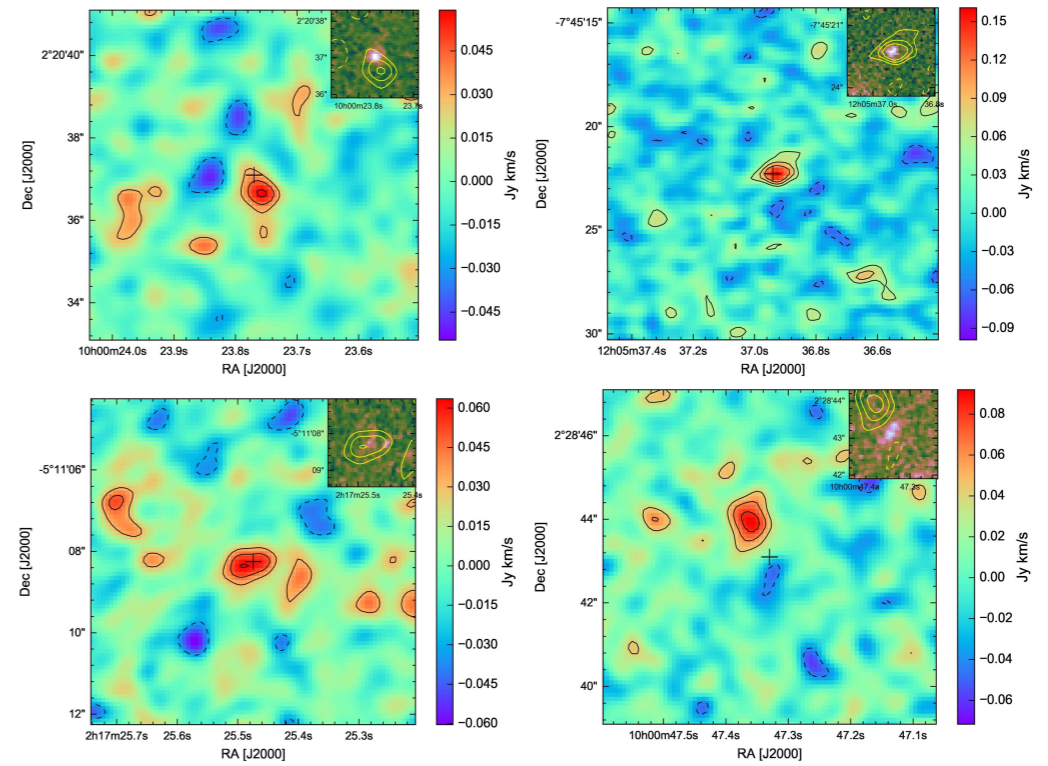 2°20'38"
37"
36"
10h00m23.8s 23.7s
2°20'40"
38"
36"
34"
Dec [J2000]
10h00m24.0s 23.9s 23.8s 23.7s 23.6s
RA [J2000]
0.045
0.030
0.015
0.000
−0.015
−0.030
−0.045
Jy km/s
-7°45'21"
24"
12h05m37.0s 36.8s
-7°45'15"
20"
25"
30"
Dec [J2000]
12h05m37.4s 37.2s 37.0s 36.8s 36.6s
RA [J2000]
0.15
0.12
0.09
0.06
0.03
0.00
−0.03
−0.06
−0.09
Jy km/s
-5°11'08"
09"
2h17m25.5s 25.4s
-5°11'06"
08"
10"
12"
Dec [J2000]
2h17m25.7s 25.6s 25.5s 25.4s 25.3s
RA [J2000]
0.060
0.045
0.030
0.015
0.000
−0.015
−0.030
−0.045
−0.060
Jy km/s
2°28'44"
43"
42"
10h00m47.4s 47.2s
2°28'46"
44"
42"
40"
Dec [J2000]
10h00m47.5s 47.4s 47.3s 47.2s 47.1s
RA [J2000]
0.08
0.06
0.04
0.02
0.00
−0.02
−0.04
−0.06
Jy km/s